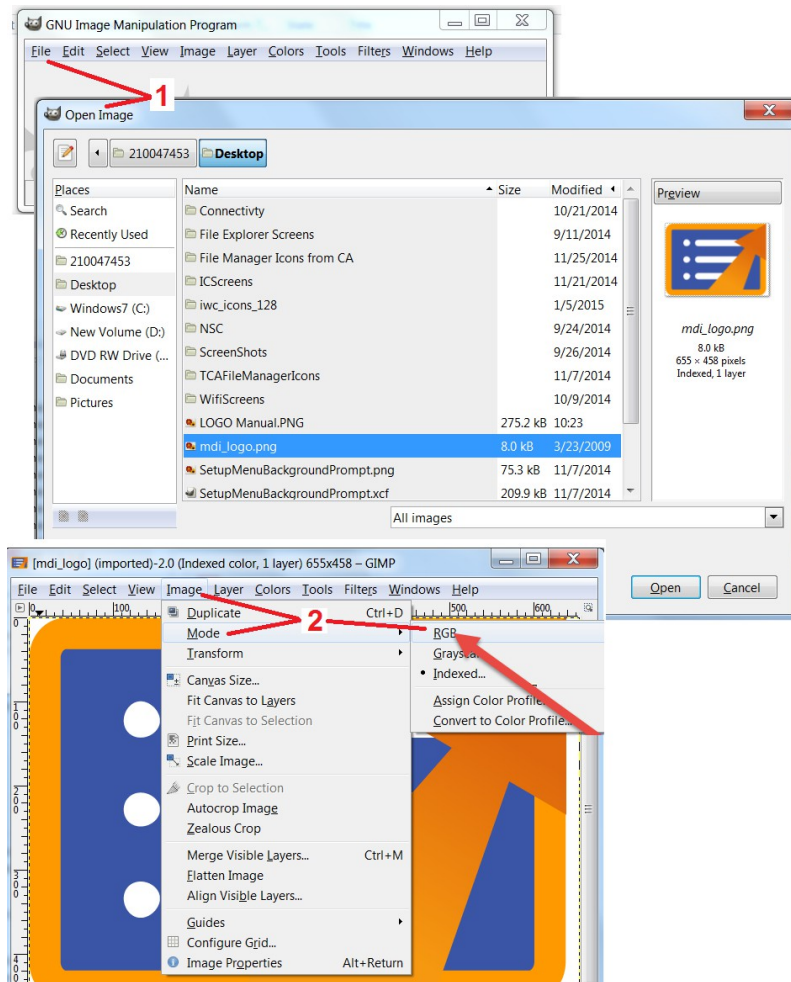 GNU Image Manipulation Program
File Edit Select View Image Layer Colors Tools Filters Windows Help
1
Open Image
210047453 Desktop
Places Name Size Modified Preview
Search Connectivty 10/21/2014
Recently Used File Explorer Screens 9/11/2014
210047453 File Manager Icons from CA 11/25/2014
Desktop ICScreens 11/21/2014
Windows7 (C:) iwc_icons_128 1/5/2015
New Volume (D:) NSC 9/24/2014 mdi_logo.png
DVD RW Drive (... ScreenShots 9/26/2014 8.0 kB
655 × 458 pixels
Documents TCAFileManagerIcons 11/7/2014 Indexed, 1 layer
Pictures WifiScreens 10/9/2014
LOGO Manual.PNG 275.2 kB 10:23
mdi_logo.png 8.0 kB 3/23/2009
SetupMenuBackgroundPrompt.png 75.3 kB 11/7/2014
SetupMenuBackgroundPrompt.xcf 209.9 kB 11/7/2014
All images
Open Cancel
[mdi_logo] (imported)-2.0 (Indexed color, 1 layer) 655x458 – GIMP
File Edit Select View Image Layer Colors Tools Filters Windows Help
0 100 500 600
Duplicate Ctrl+D
2
Mode RGB
Transform
Indexed...
Canvas Size...
Fit Canvas to Layers Assign Color Profile...
Fit Canvas to Selection Convert to Color Profile...
Print Size...
Scale Image...
Crop to Selection
Autocrop Image
Zealous Crop
Merge Visible Layers... Ctrl+M
Flatten Image
Align Visible Layers...
Guides
Configure Grid...
Image Properties Alt+Return
0
100
200
300
400